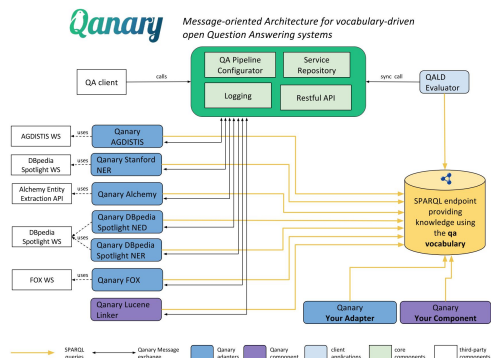 Qanary
Message-oriented Architecture for vocabulary-driven
open Question Answering systems
QA client
calls
QA Pipeline
Configurator
Service
Repository
Logging
Restful API
sync call
QALD
Evaluator
AGDISTIS WS
uses
Qanary
AGDISTIS
DBpedia
Spotlight WS
uses
Qanary Stanford
NER
Alchemy Entity
Extraction API
uses
Qanary Alchemy
DBpedia
Spotlight WS
uses
Qanary DBpedia
Spotlight NED
Qanary DBpedia
Spotlight NER
FOX WS
uses
Qanary FOX
Qanary Lucene
Linker
SPARQL endpoint
providing
knowledge using
the qa
vocabulary
Qanary
Your Adapter
Qanary
Your Component
SPARQL
queries
Qanary Message
exchange
Qanary
adapters
Qanary
component
client
applications
core
components
third-party
components